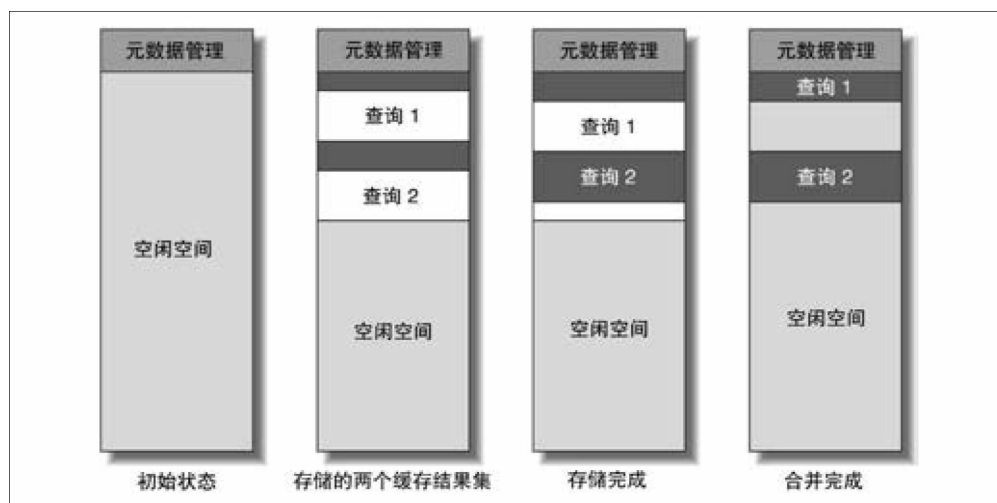 元数据管理
空闲空间
初始状态
元数据管理
查询 1
查询 2
空闲空间
存储的两个缓存结果集
元数据管理
查询 1
查询 2
空闲空间
存储完成
元数据管理
查询 1
查询 2
空闲空间
合并完成